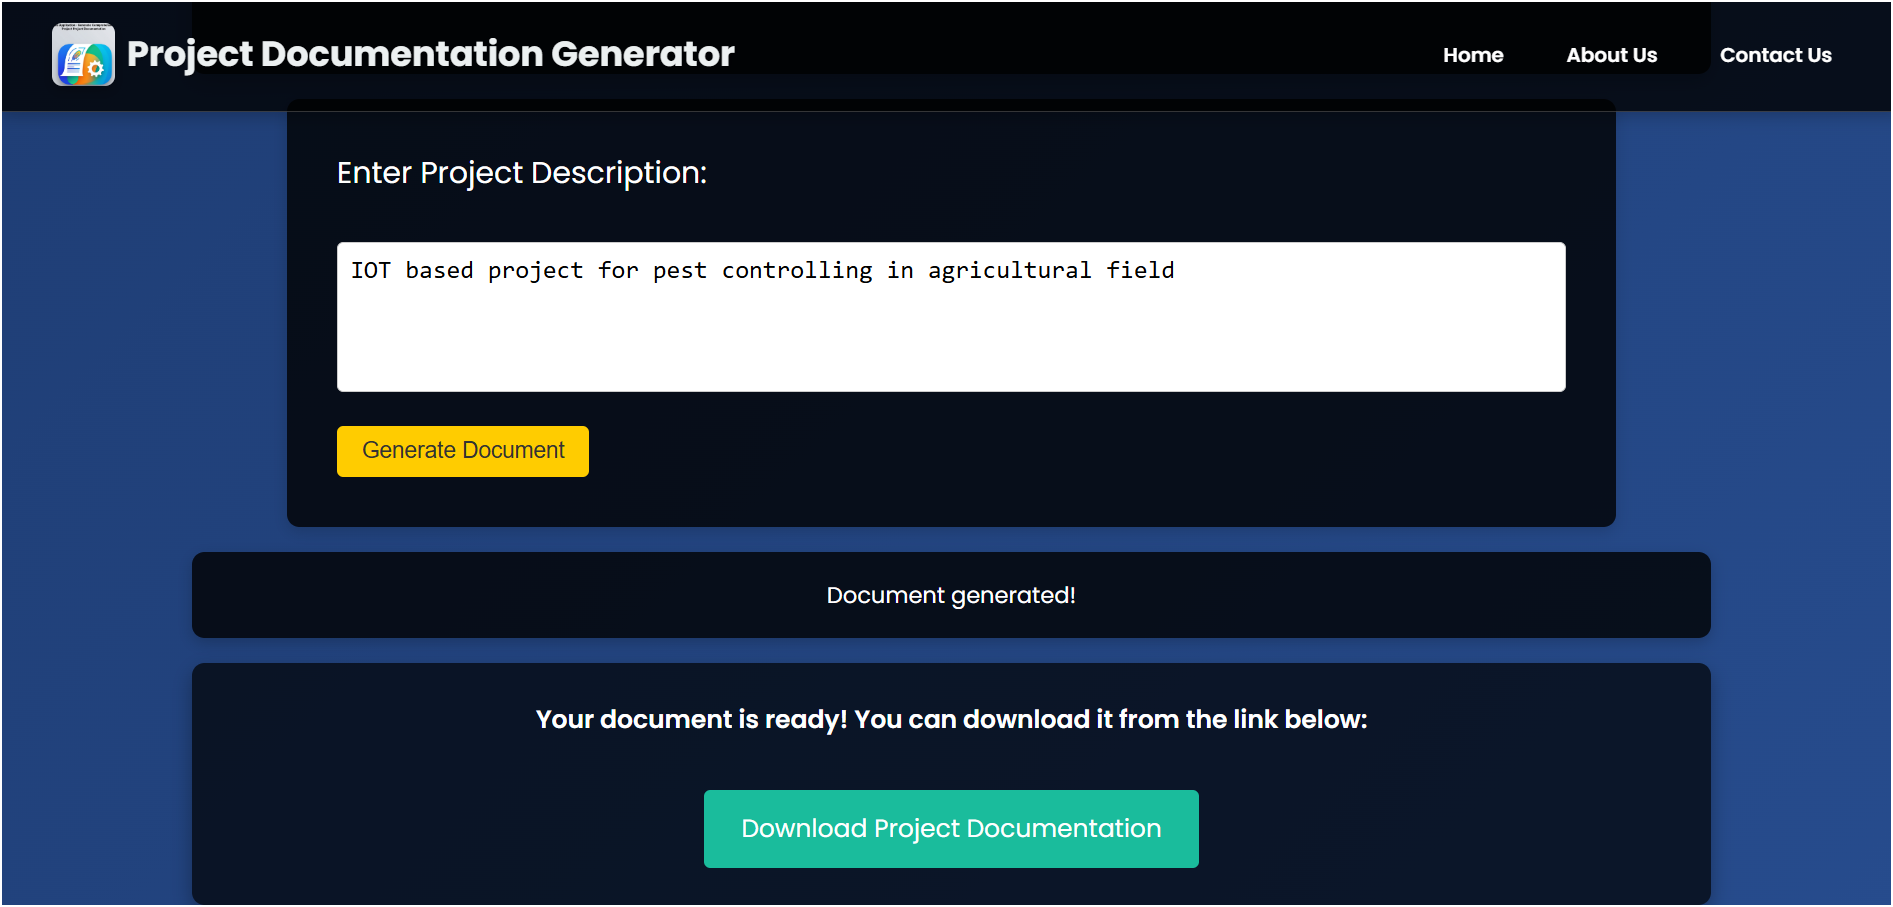 Project Documentation Generator
Home
About Us
Contact Us
Enter Project Description:
IOT based project for pest controlling in agricultural field
Generate Document
Document generated!
Your document is ready! You can download it from the link below:
Download Project Documentation